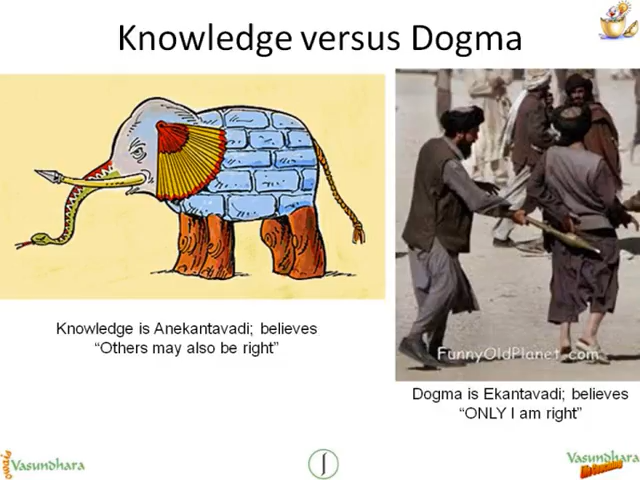 Knowledge versus Dogma
FunnyOldPlanet.com
Knowledge is Anekantavadi; believes
“Others may also be right”
Dogma is Ekantavadi; believes
“ONLY I am right”
Vasundhara
Vasundhara